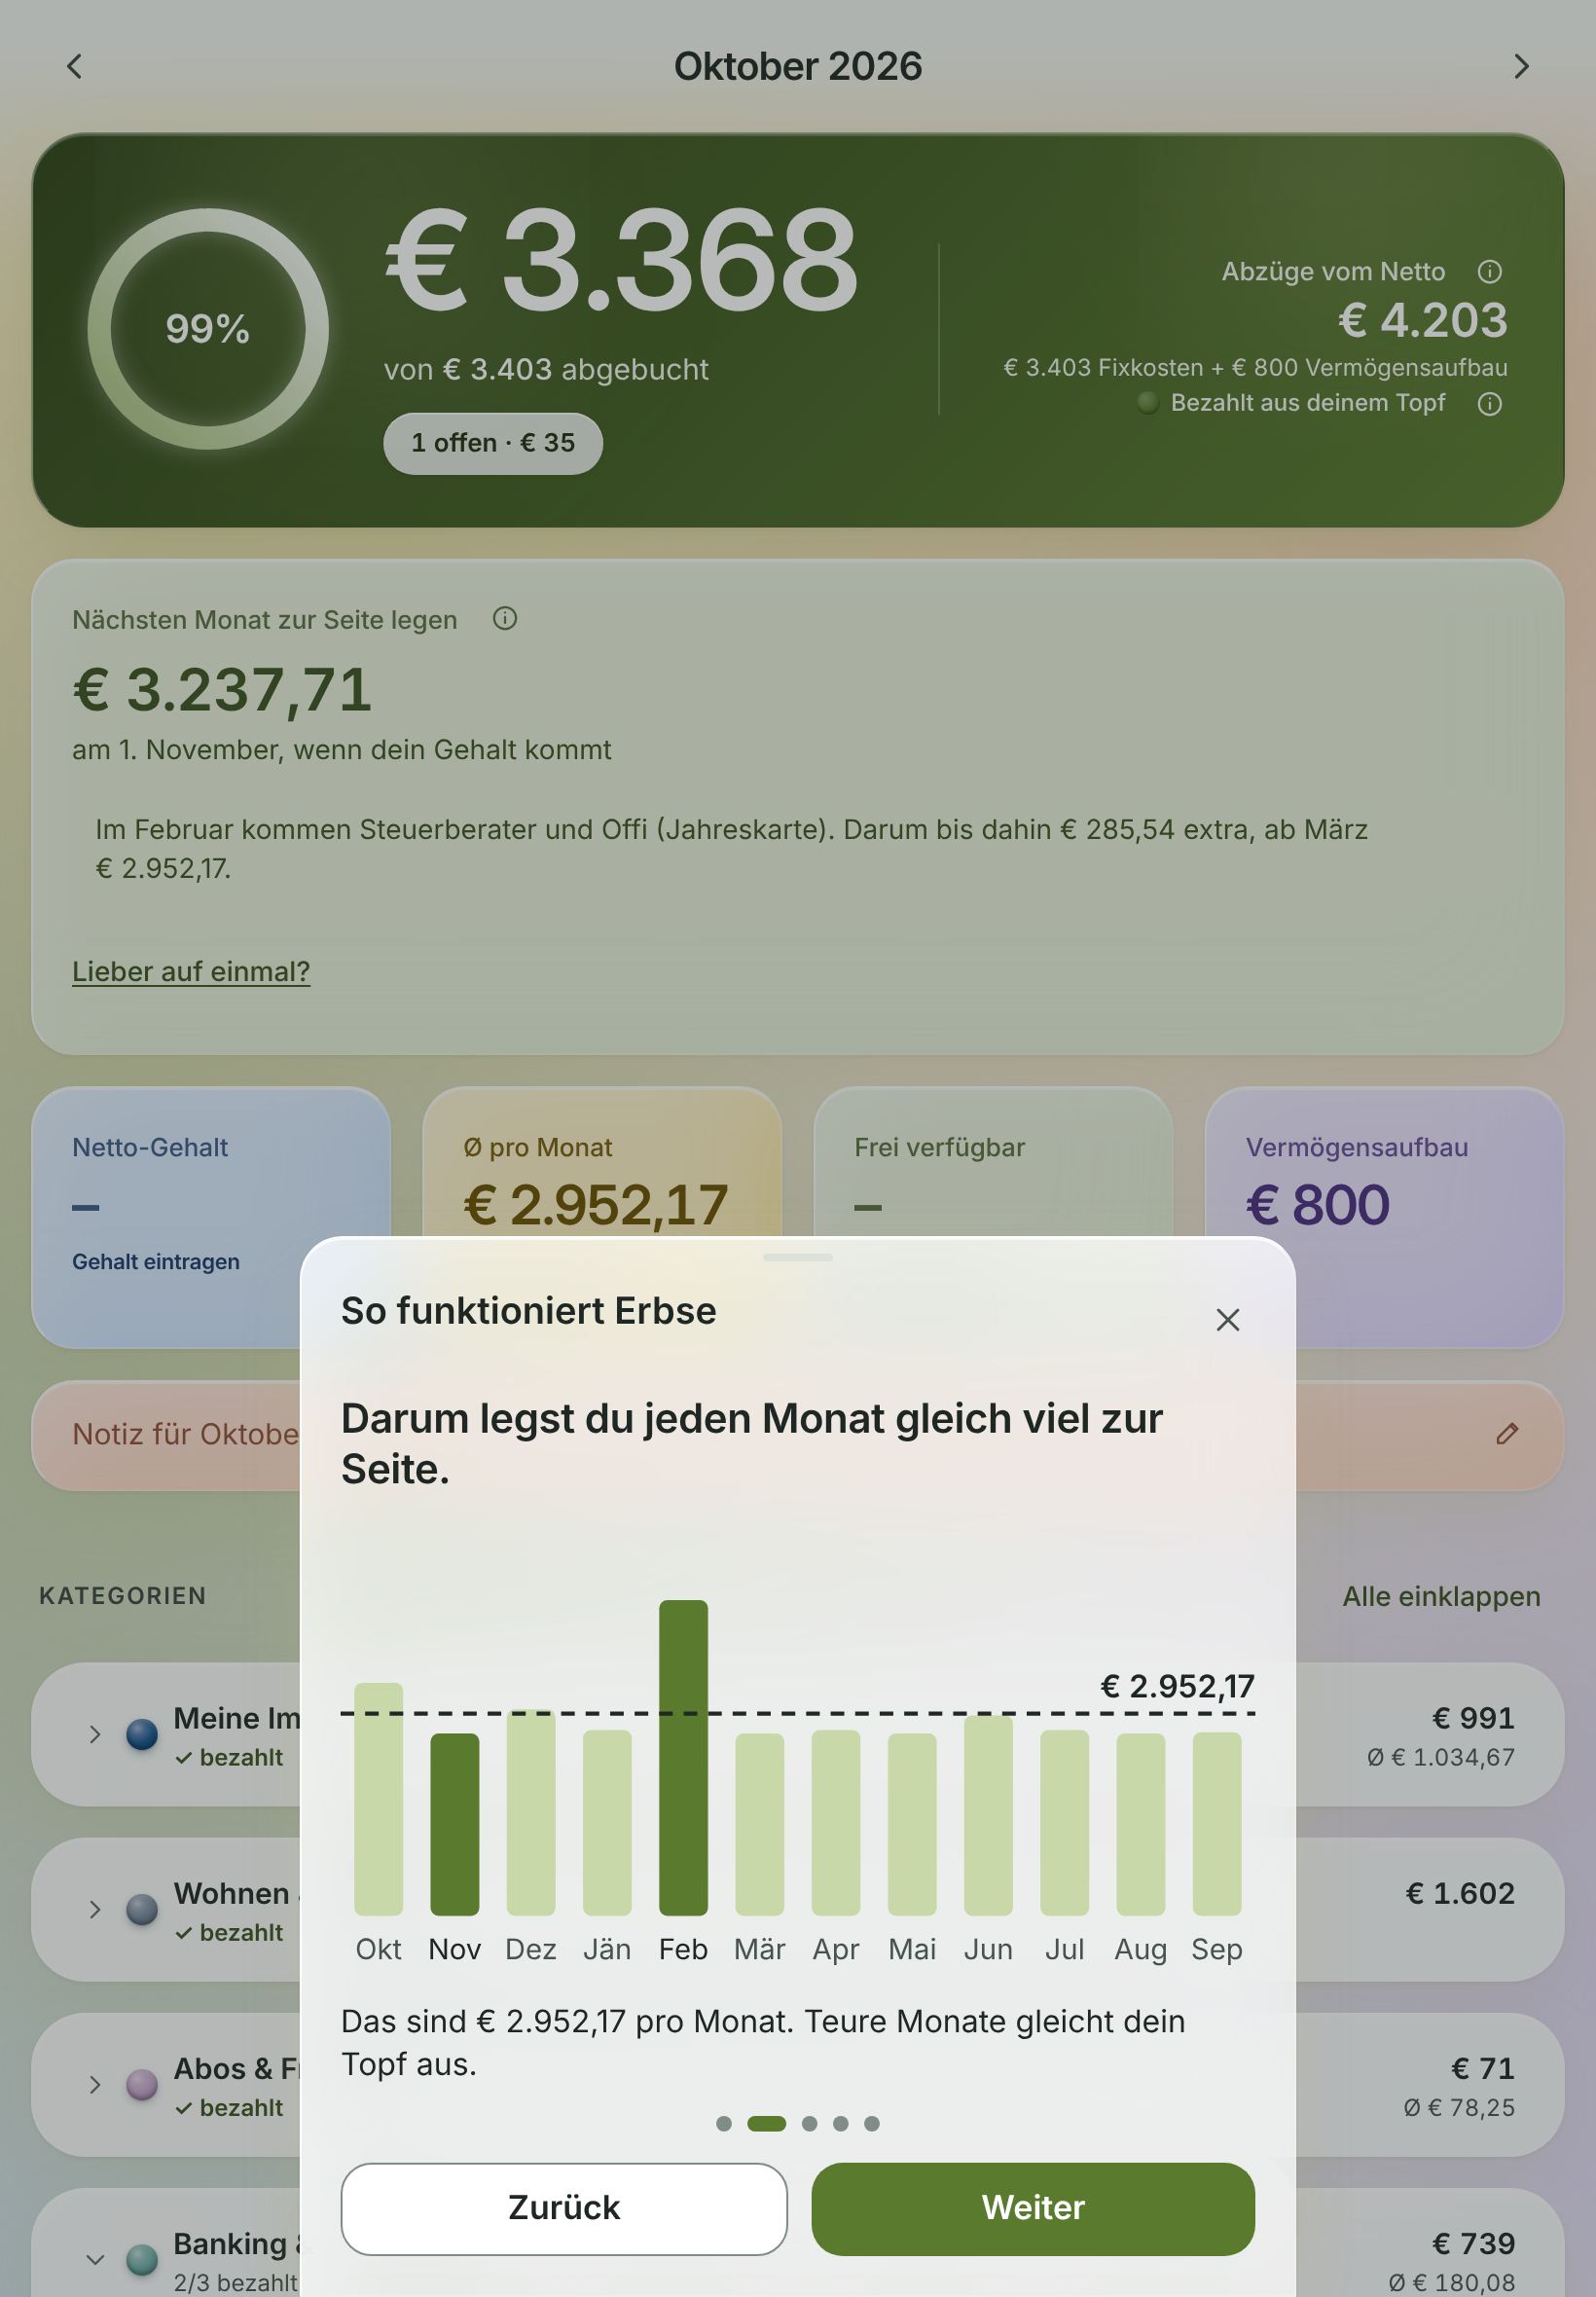 Oktober 2026
99%
€ 3.368
von € 3.403 abgebucht
1 offen · € 35
Abzüge vom Netto
€ 4.203
€ 3.403 Fixkosten + € 800 Vermögensaufbau
Bezahlt aus deinem Topf
Nächsten Monat zur Seite legen
€ 3.237,71
am 1. November, wenn dein Gehalt kommt
Im Februar kommen Steuerberater und Offi (Jahreskarte). Darum bis dahin € 285,54 extra, ab März
€ 2.952,17.
Lieber auf einmal?
Netto-Gehalt
–
Gehalt eintragen
Ø pro Monat
€ 2.952,17
Frei verfügbar
–
Vermögensaufbau
€ 800
Notiz für Oktobe
KATEGORIEN
Alle einklappen
Meine Im
✓ bezahlt
€ 991
Ø € 1.034,67
Wohnen
✓ bezahlt
€ 1.602
Abos & Fr
✓ bezahlt
€ 71
Ø € 78,25
Banking &
2/3 bezahlt
€ 739
Ø € 180,08
So funktioniert Erbse
Darum legst du jeden Monat gleich viel zur
Seite.
€ 2.952,17
Okt Nov Dez Jän Feb Mär Apr Mai Jun Jul Aug Sep
Das sind € 2.952,17 pro Monat. Teure Monate gleicht dein
Topf aus.
Zurück
Weiter